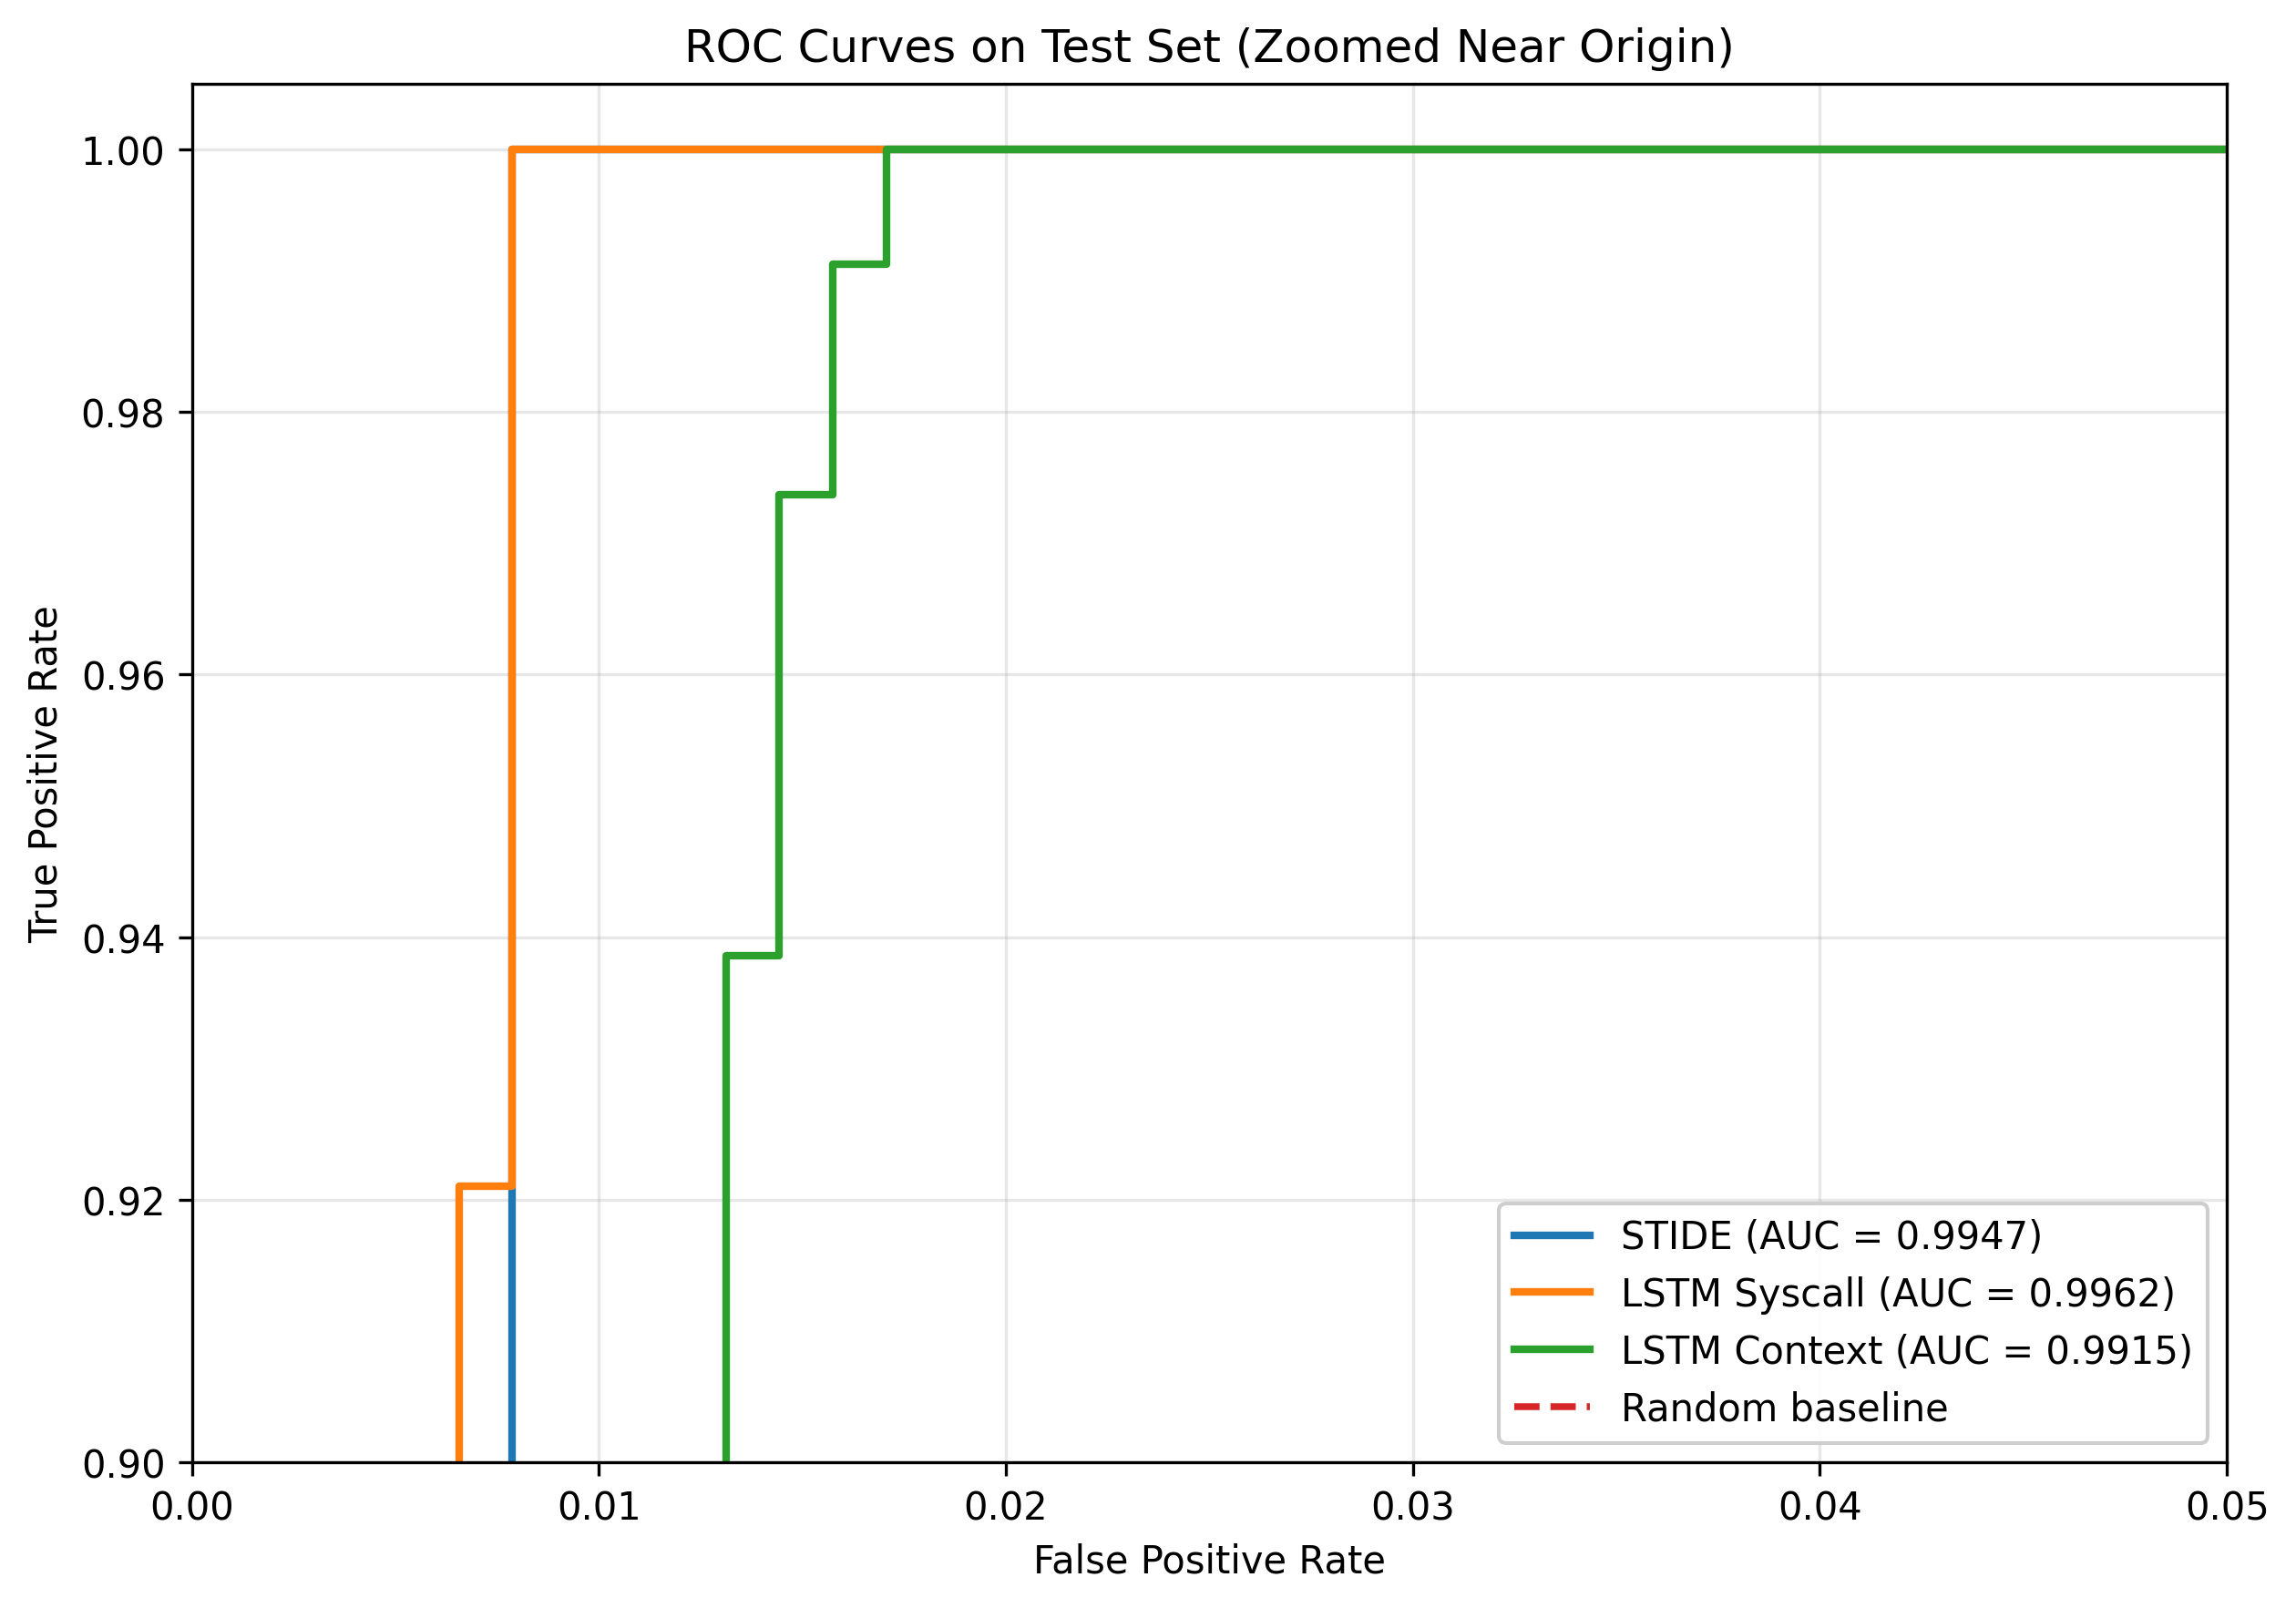 ROC Curves on Test Set (Zoomed Near Origin)
True Positive Rate
1.00
0.98
0.96
0.94
0.92
0.90
0.00
0.01
0.02
0.03
0.04
0.05
False Positive Rate
STIDE (AUC = 0.9947)
LSTM Syscall (AUC = 0.9962)
LSTM Context (AUC = 0.9915)
Random baseline